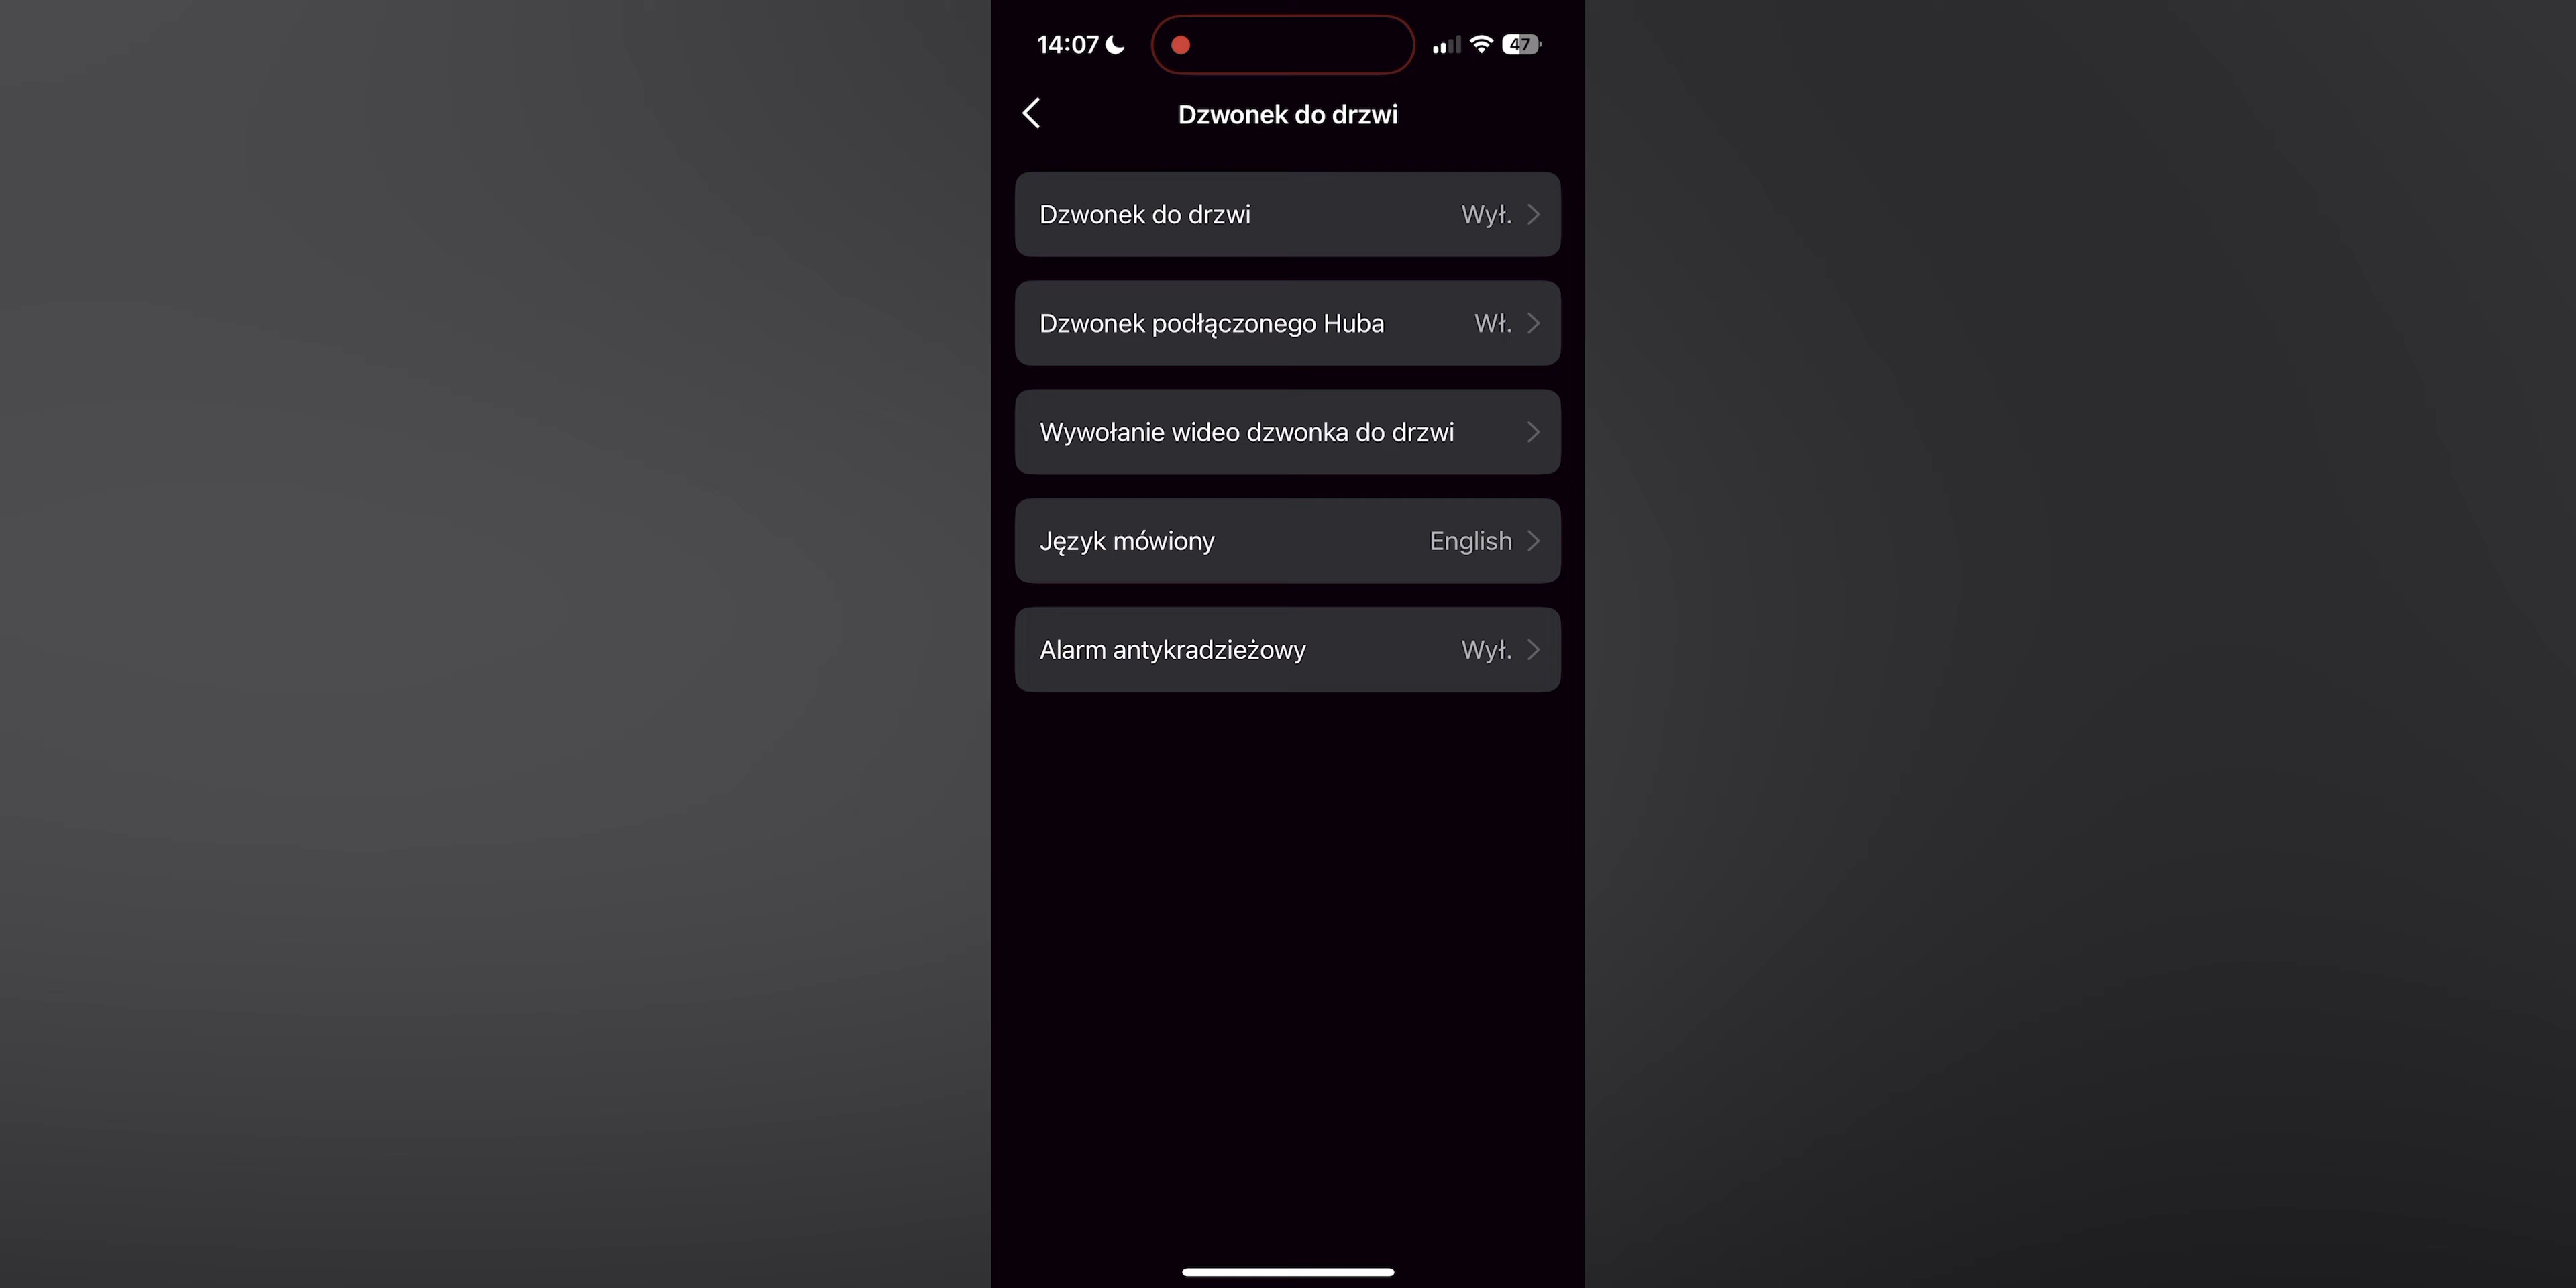 14:07
47
Dzwonek do drzwi
Dzwonek do drzwi Wył.
Dzwonek podłączonego Huba Wł.
Wywołanie wideo dzwonka do drzwi
Język mówiony English
Alarm antykradzieżowy Wył.